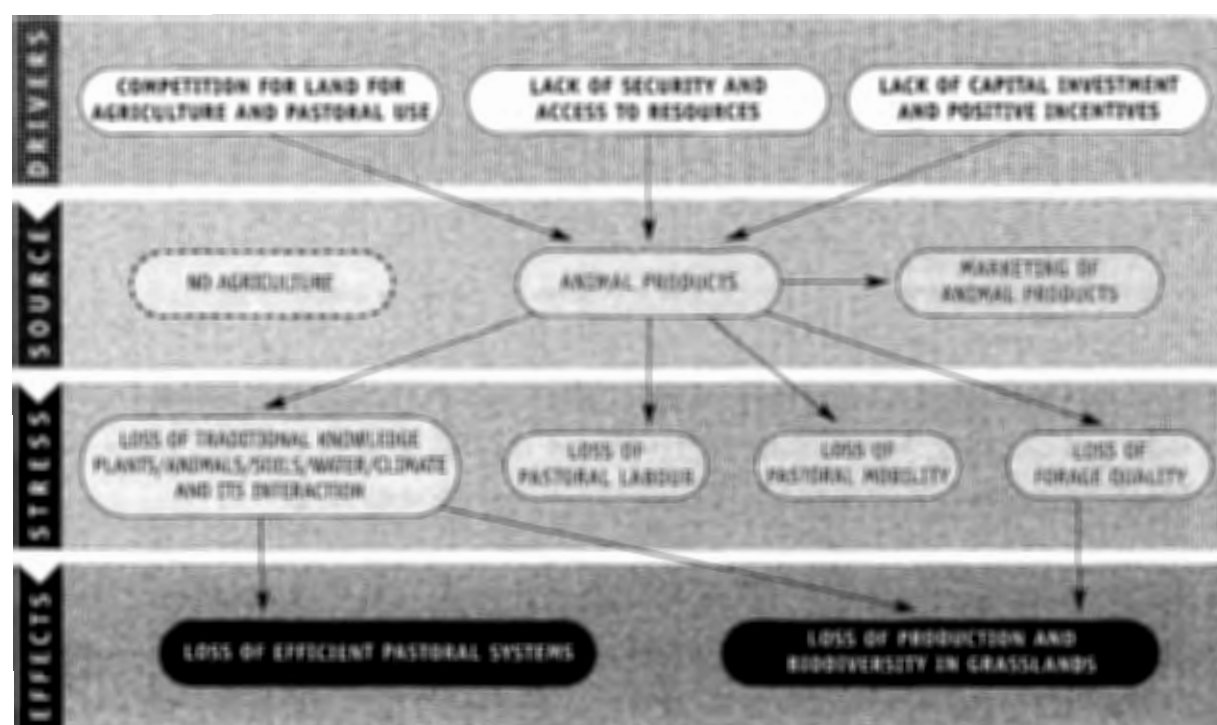 DRIVERS
COMPETITION FOR LAND FOR
AGRICULTURE AND PASTORAL USE
LACK OF SECURITY AND
ACCESS TO RESOURCES
LACK OF CAPITAL INVESTMENT
AND POSITIVE INCENTIVES
SOURCE
NO AGRICULTURE
ANIMAL PRODUCTS
MARKETING OF
ANIMAL PRODUCTS
STRESS
LOSS OF TRADITIONAL KNOWLEDGE
PLANTS/ANIMALS/SOILS/WATER/CLIMATE
AND ITS INTERACTION
LOSS OF
PASTORAL LABOUR
LOSS OF
PASTORAL MOBILITY
LOSS OF
FORAGE QUALITY
EFFECTS
LOSS OF EFFICIENT PASTORAL SYSTEMS
LOSS OF PRODUCTION AND
BIODIVERSITY IN GRASSLANDS